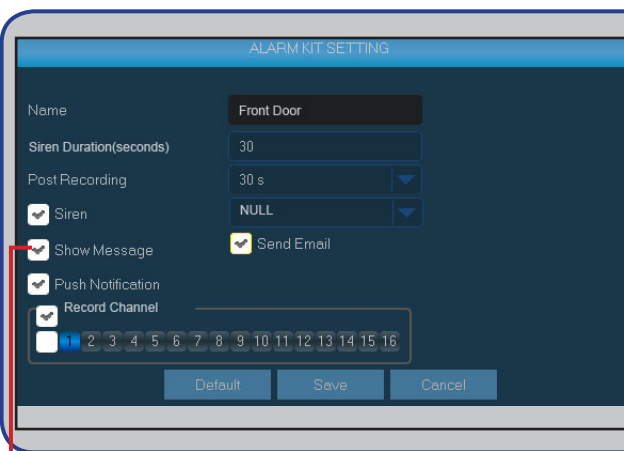 ALARM KIT SETTING
Name Front Door
Siren Duration(seconds) 30
Post Recording 30 s
Siren NULL
Show Message Send Email
Push Notification
Record Channel
1 2 3 4 5 6 7 8 9 10 11 12 13 14 15 16
Default Save Cancel